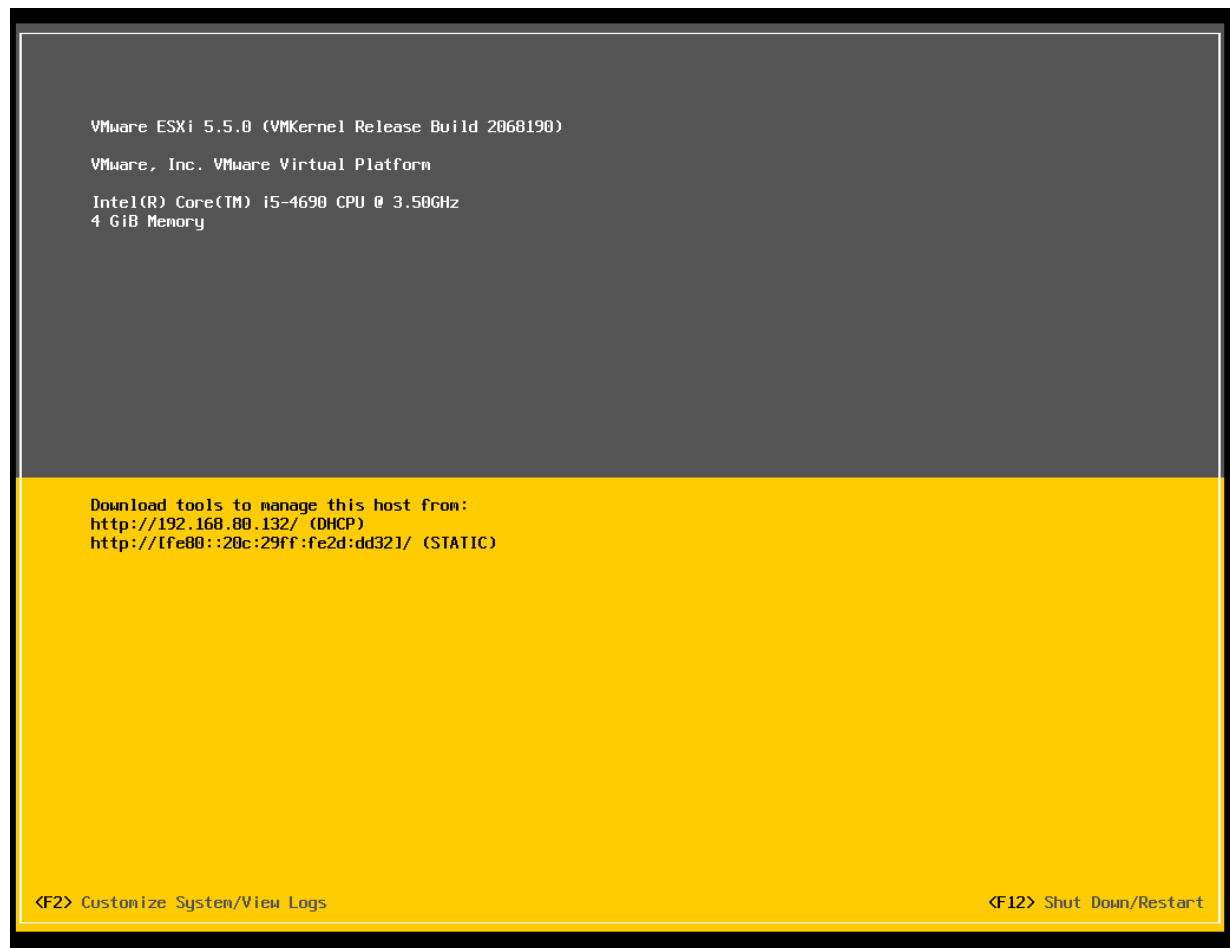 VMware ESXi 5.5.0 (VMKernel Release Build 2068190)
VMware, Inc. VMware Virtual Platform
Intel(R) Core(TM) i5-4690 CPU @ 3.50GHz
4 GiB Memory
Download tools to manage this host from:
http://192.168.80.132/ (DHCP)
http://[fe80::20c:29ff:fe2d:dd32]/ (STATIC)
<F2> Customize System/View Logs
<F12> Shut Down/Restart